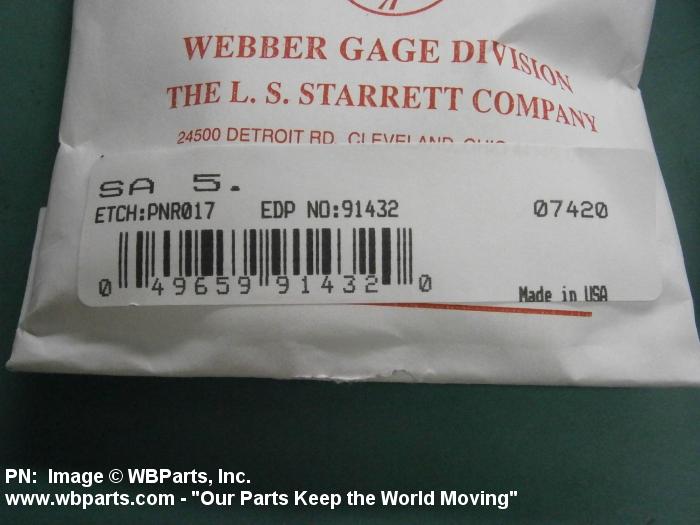 WEBBER GAGE DIVISION
THE L. S. STARRETT COMPANY
24500 DETROIT RD. CLEVELAND, OHIO
SA 5.
ETCH:PNR017 EDP NO:91432 07420
0 49659 91432 0
Made in USA
PN: Image © WBParts, Inc.
www.wbparts.com - "Our Parts Keep the World Moving"